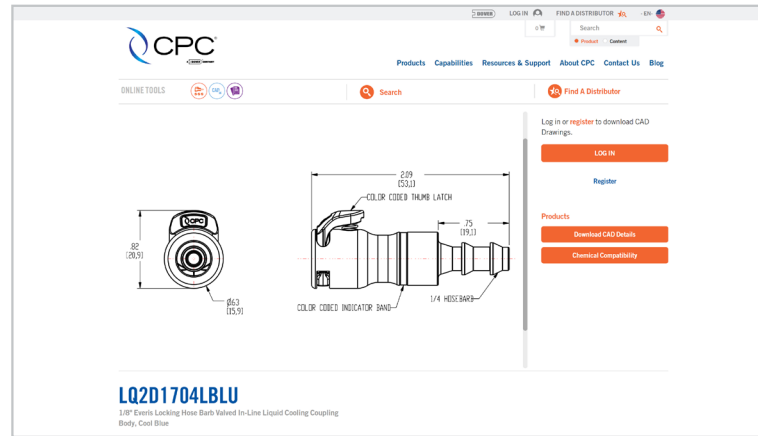 DOVER
LOG IN
FIND A DISTRIBUTOR
- EN-
0
Search
Product
Content
CPC
Products Capabilities Resources & Support About CPC Contact Us Blog
ONLINE TOOLS
Search
Find A Distributor
Log in or register to download CAD
Drawings.
LOG IN
Register
Products
Download CAD Details
Chemical Compatibility
2.09
[53,1]
COLOR CODED THUMB LATCH
.75
[19,1]
CPC
.82
[20,9]
Ø.63
[15,9]
COLOR CODED INDICATOR BAND
1/4 HOSEBARB
LQ2D1704LBLU
1/8" Everis Locking Hose Barb Valved In-Line Liquid Cooling Coupling
Body, Cool Blue